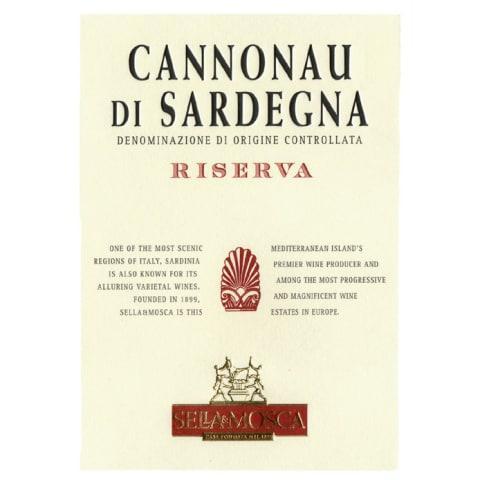 CANNONAU
DI SARDEGNA
DENOMINAZIONE DI ORIGINE CONTROLLATA
RISERVA
ONE OF THE MOST SCENIC
REGIONS OF ITALY, SARDINIA
IS ALSO KNOWN FOR ITS
ALLURING VARIETAL WINES.
FOUNDED IN 1899,
SELLA&MOSCA IS THIS
MEDITERRANEAN ISLAND'S
PREMIER WINE PRODUCER AND
AMONG THE MOST PROGRESSIVE
AND MAGNIFICENT WINE
ESTATES IN EUROPE.
SELLA&MOSCA